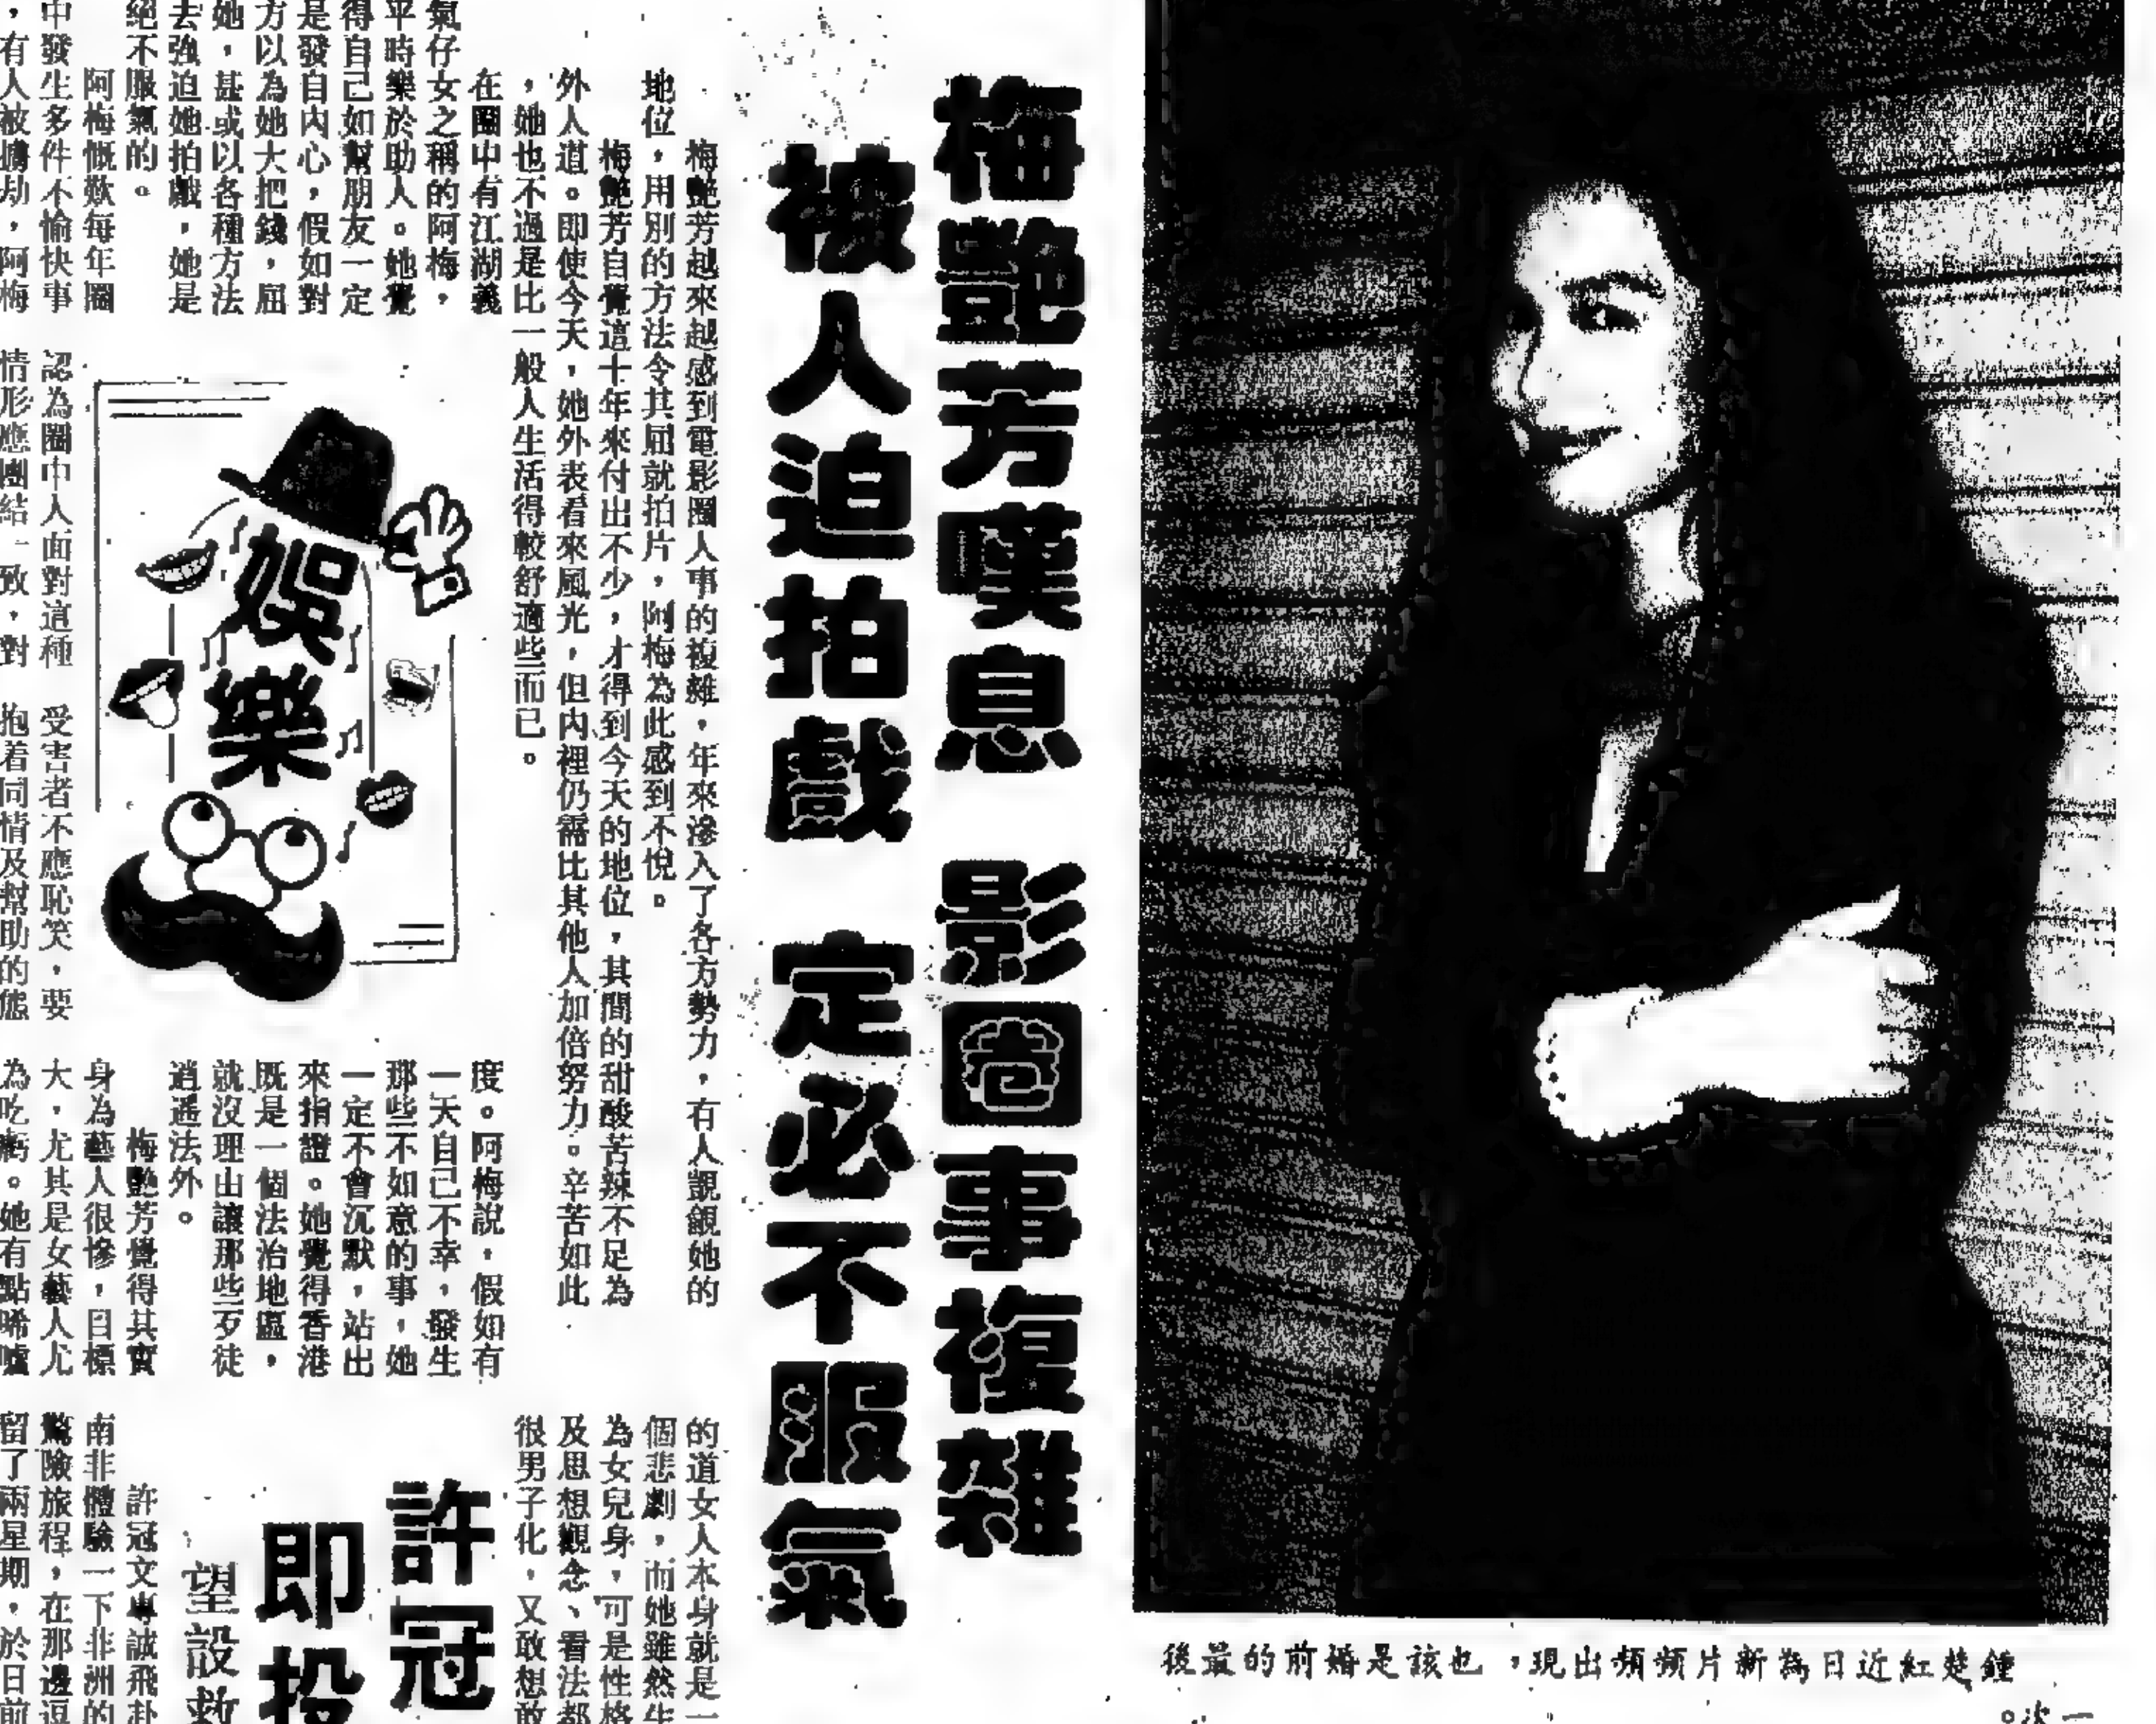 梅艷芳嘆息 影圈事複雜
被人迫拍戲 定必不服氣
梅艷芳越來越感到電影圈人事的複雜，年來滲入了各方勢力，有人覬覦她的
地位，用別的方法令其屈就拍片，阿梅為此感到不悅。
梅艷芳自覺這十年來付出不少，才得到今天的地位，其間的甜酸苦辣不足為
外人道。即使今天，她外表看來風光，但內裡仍需比其他人加倍努力。辛苦如此
，她也不過是比一般人生活得較舒適些而已。
在圈中有江湖義
氣仔女之稱的阿梅，
平時樂於助人。她覺
得自己如幫朋友一定
是發自內心，假如對
方以為她大把錢，屈
她，甚或以各種方法
去強迫她拍戲，她是
絕不服氣的。
阿梅慨歎每年圈
中發生多件不愉快事
，有人被擄劫，阿梅
認為圈中人面對這種
情形應團結一致，對
受害者不應恥笑，要
抱着同情及幫助的態
度。阿梅說，假如有
一天自己不幸，發生
那些不如意的事，她
一定不會沉默，站出
來指證。她覺得香港
既是一個法治地區，
就沒理由讓那些歹徒
逍遙法外。
梅艷芳覺得其實
身為藝人很慘，目標
大，尤其是女藝人尤
為吃虧。她有點唏噓
的道女人本身就是一
個悲劇，而她雖然生
為女兒身，可是性格
及思想觀念、看法都
很男子化，又敢想敢
娛樂
許冠
即投
望設救
許冠文專誠飛赴
南非體驗一下非洲的
驚險旅程，在那邊逗
留了兩星期，於日前
鍾楚紅近日為新片頻頻出現，也該是婚前的最後
一次。